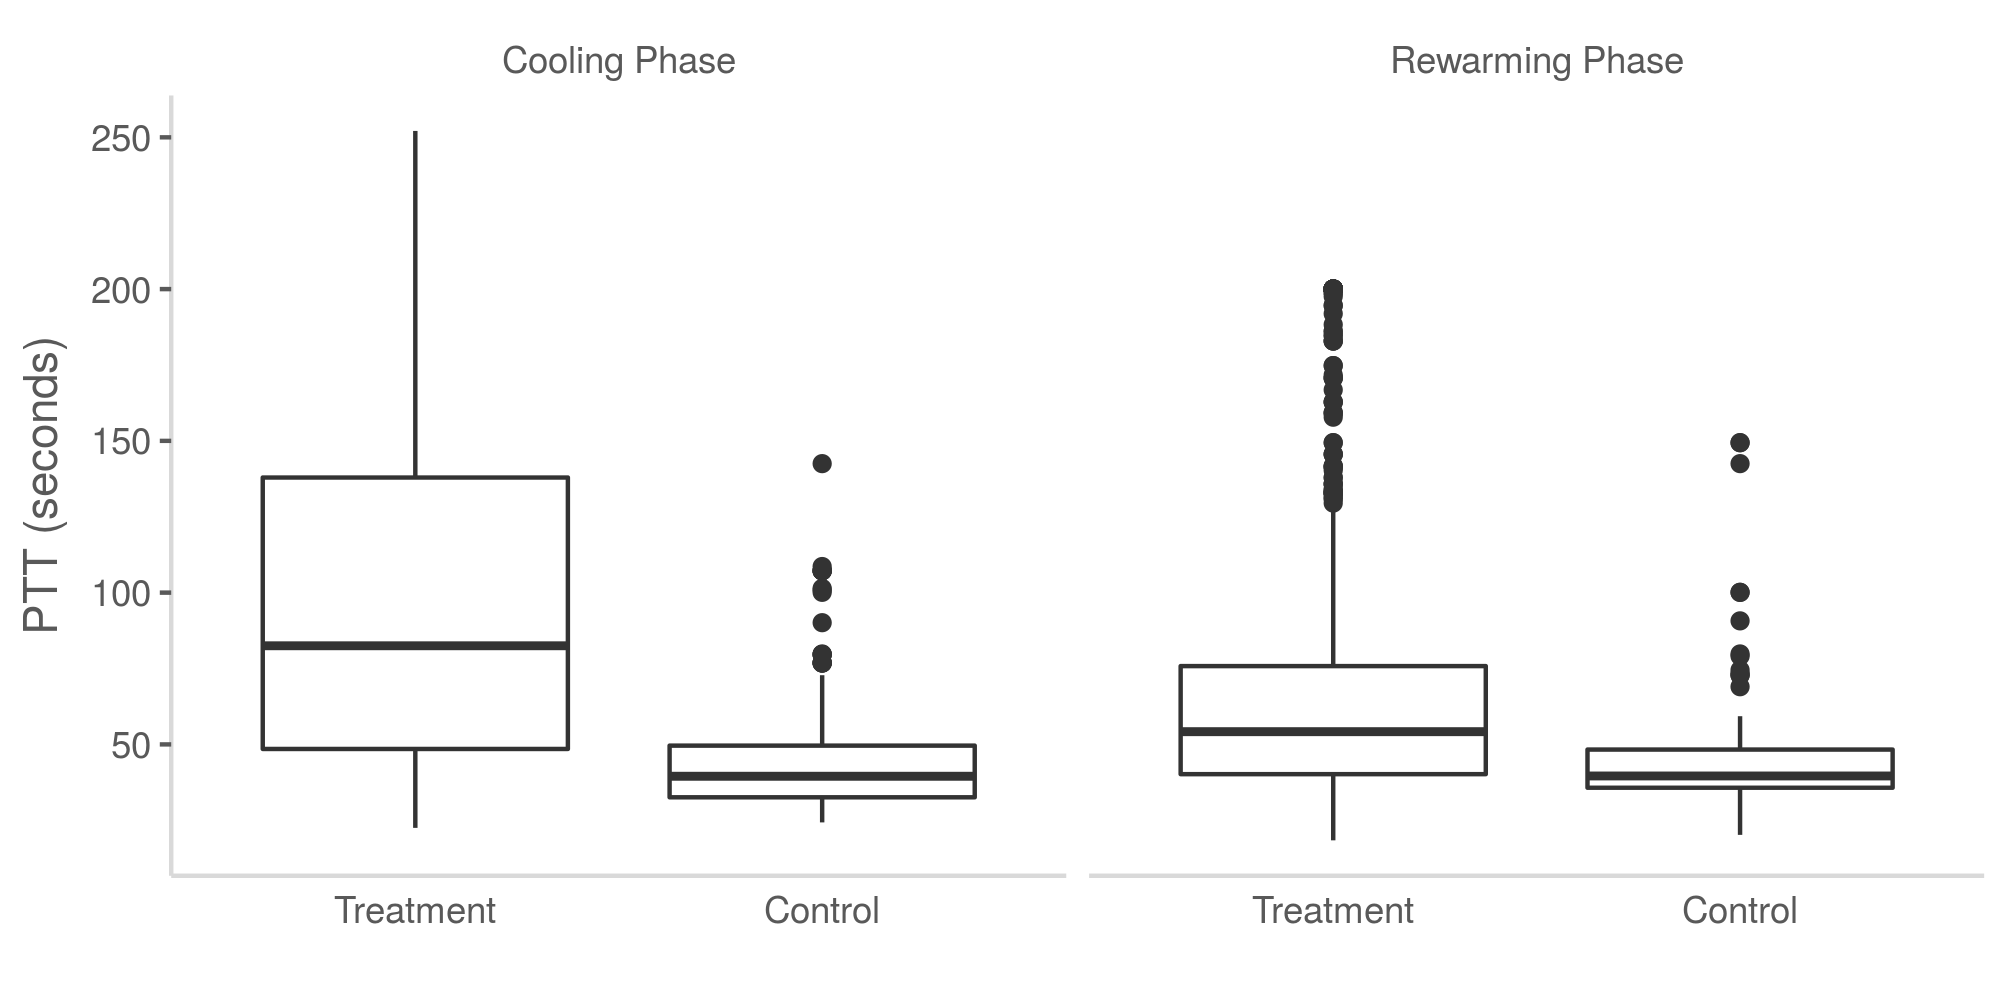 Cooling Phase
Rewarming Phase
PTT (seconds)
250
200
150
100
50
Treatment
Control
Treatment
Control